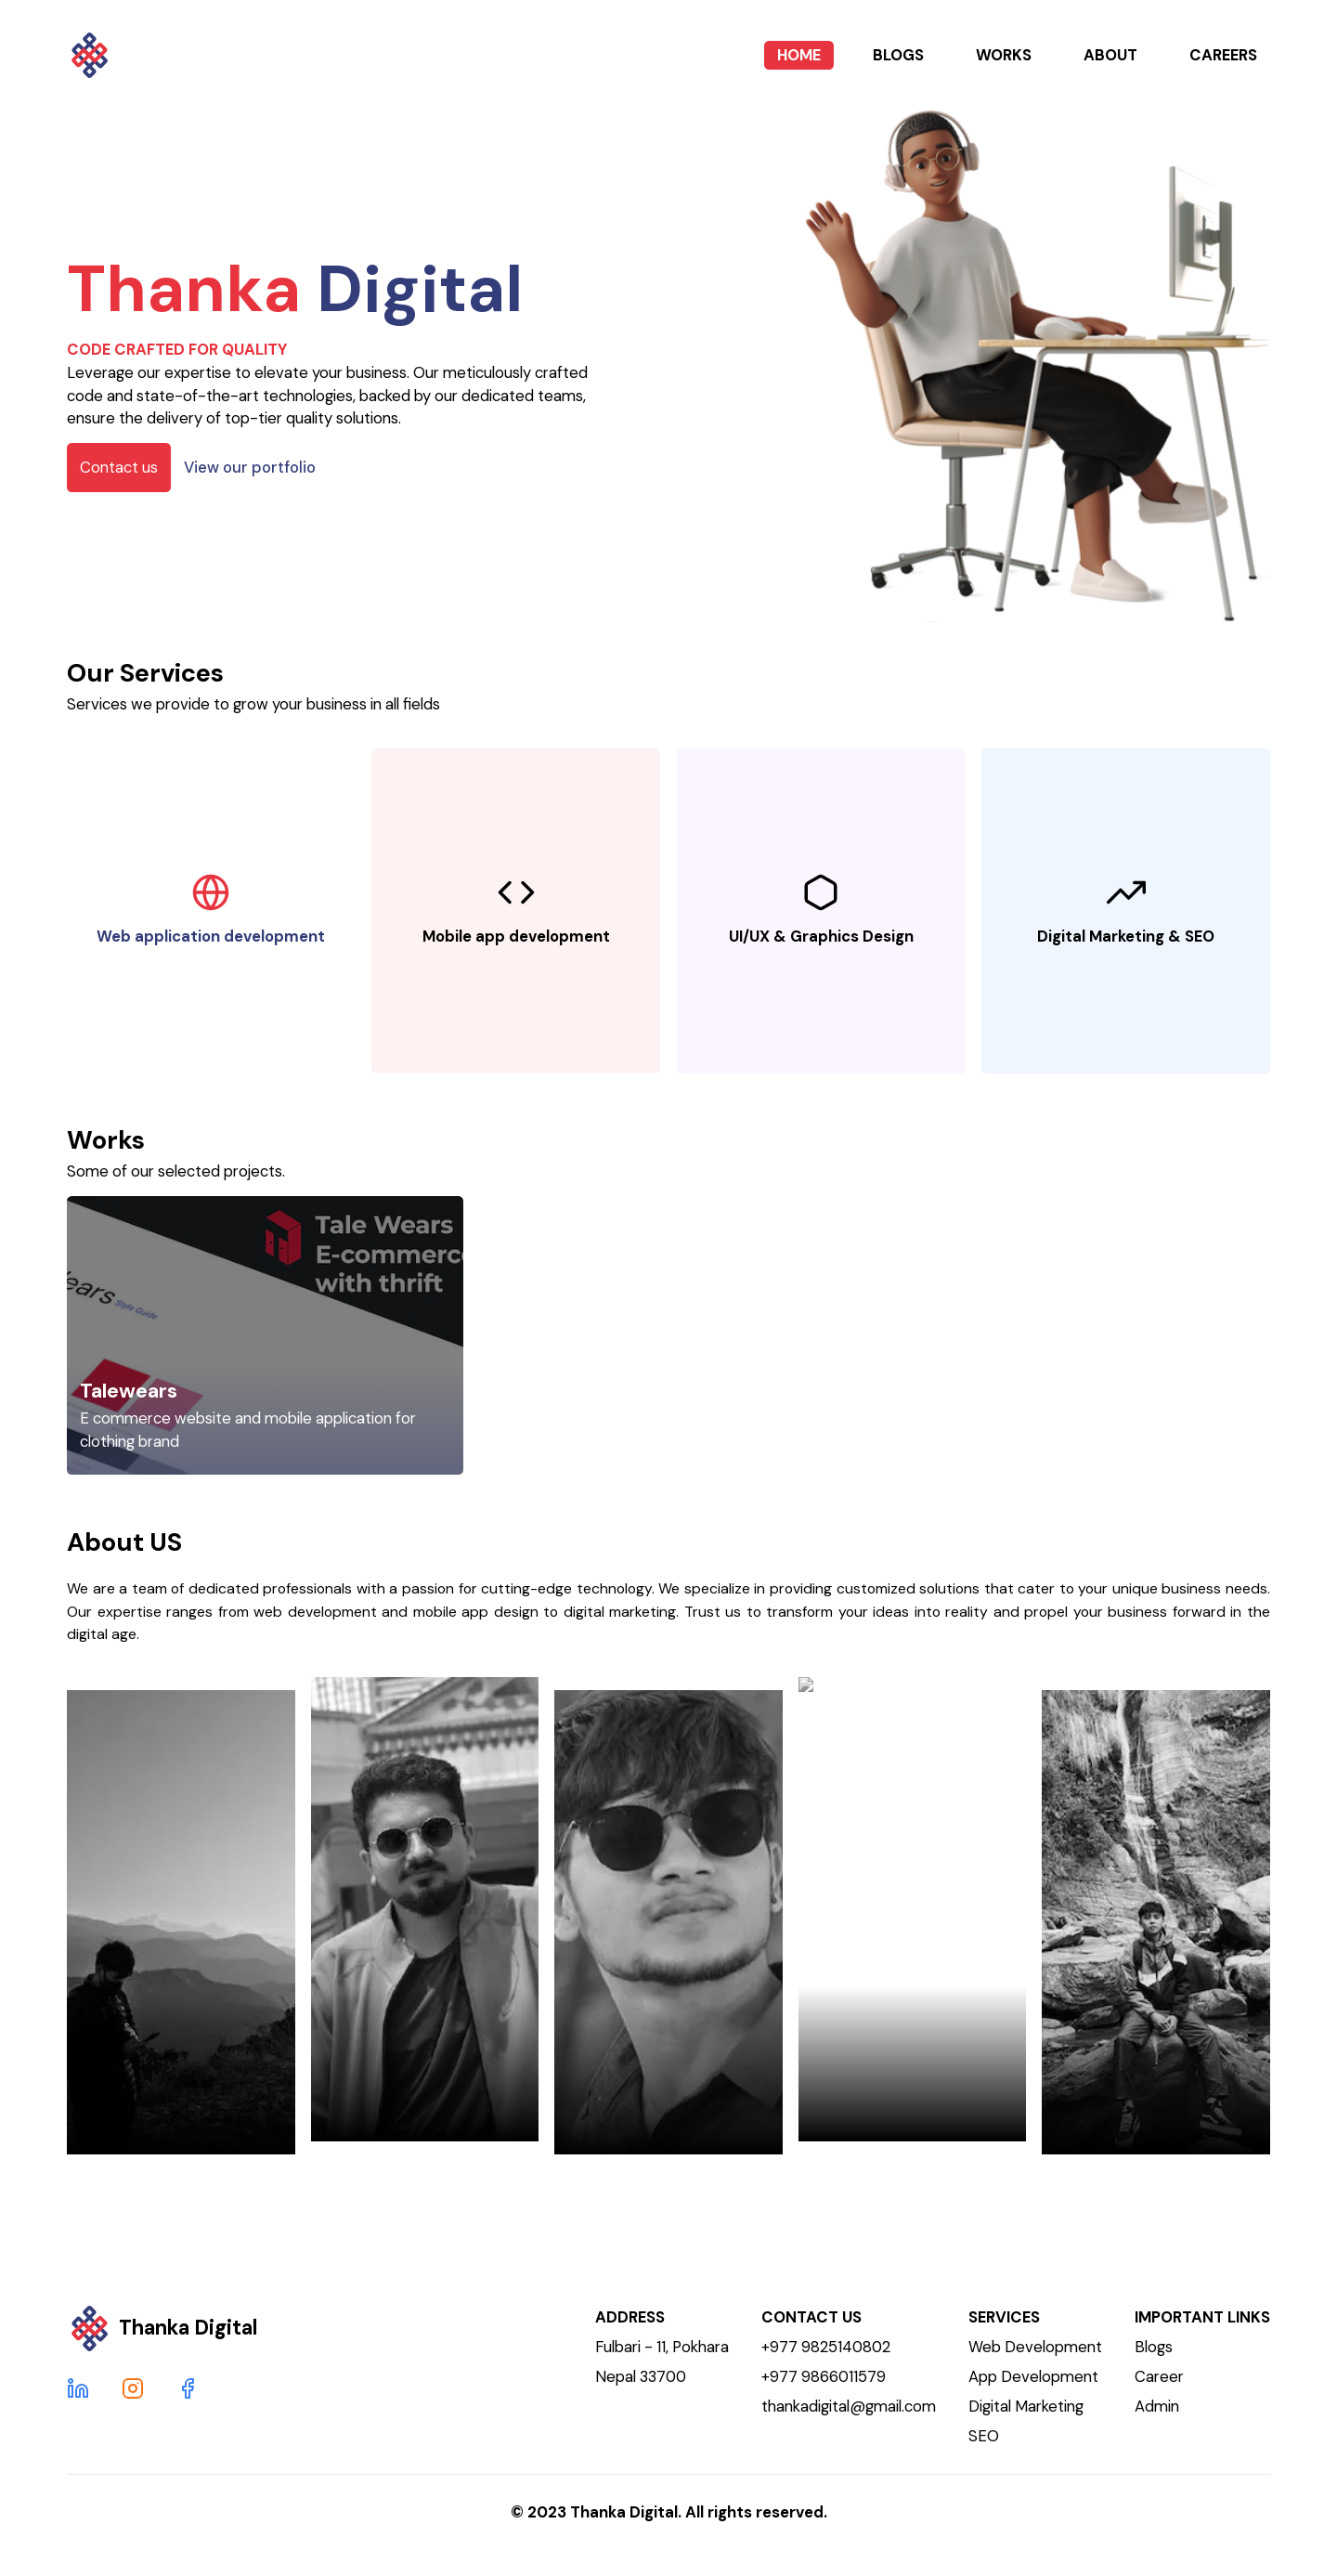 HOME BLOGS WORKS ABOUT CAREERS
Thanka Digital
CODE CRAFTED FOR QUALITY
Leverage our expertise to elevate your business. Our meticulously crafted
code and state-of-the-art technologies, backed by our dedicated teams,
ensure the delivery of top-tier quality solutions.
Contact us View our portfolio
Our Services
Services we provide to grow your business in all fields
Web application development
Mobile app development
UI/UX & Graphics Design
Digital Marketing & SEO
Works
Some of our selected projects.
Tale Wears
E-commerce
with thrift
Style Guide
Talewears
E commerce website and mobile application for
clothing brand
About US
We are a team of dedicated professionals with a passion for cutting-edge technology. We specialize in providing customized solutions that cater to your unique business needs.
Our expertise ranges from web development and mobile app design to digital marketing. Trust us to transform your ideas into reality and propel your business forward in the
digital age.
Thanka Digital
ADDRESS
Fulbari - 11, Pokhara
Nepal 33700
CONTACT US
+977 9825140802
+977 9866011579
thankadigital@gmail.com
SERVICES
Web Development
App Development
Digital Marketing
SEO
IMPORTANT LINKS
Blogs
Career
Admin
© 2023 Thanka Digital. All rights reserved.